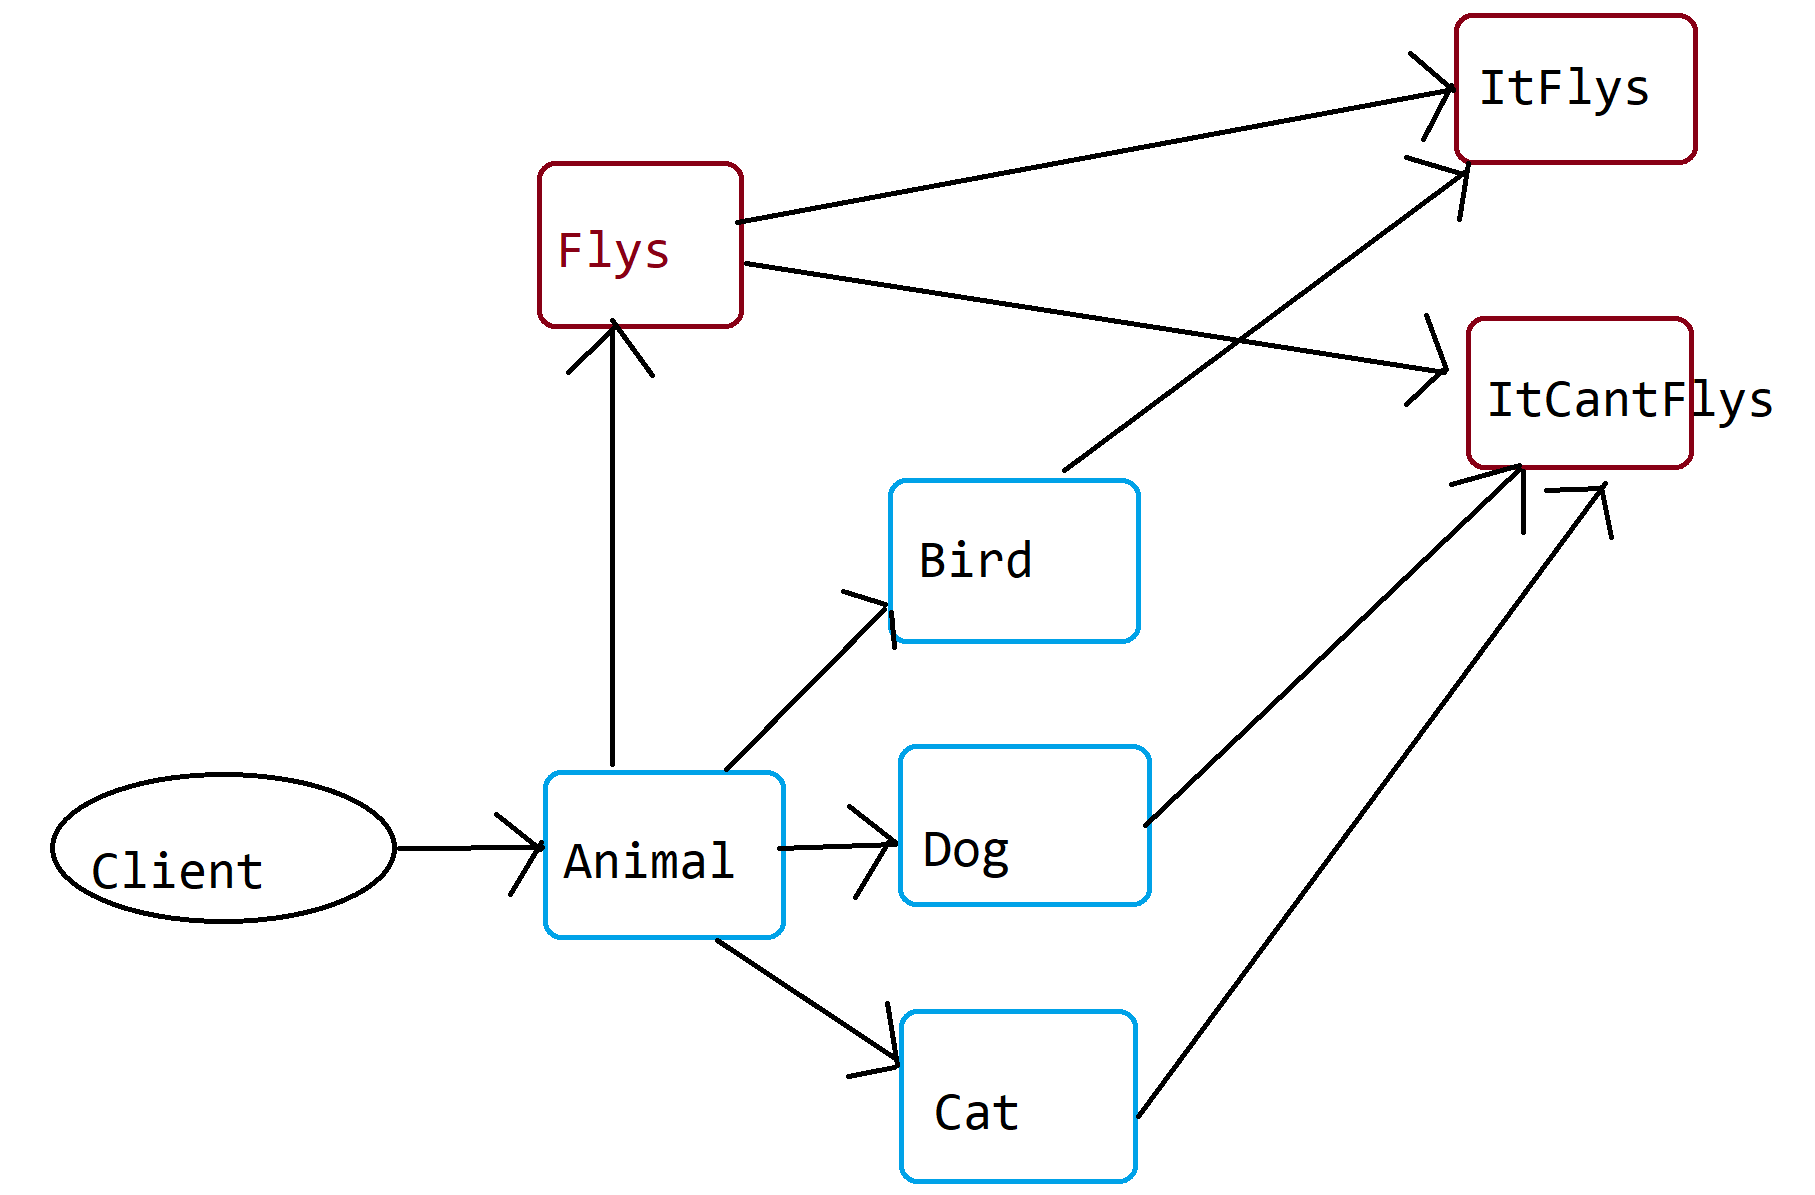 ItFlys
Flys
ItCantFlys
Bird
Client
Animal
Dog
Cat